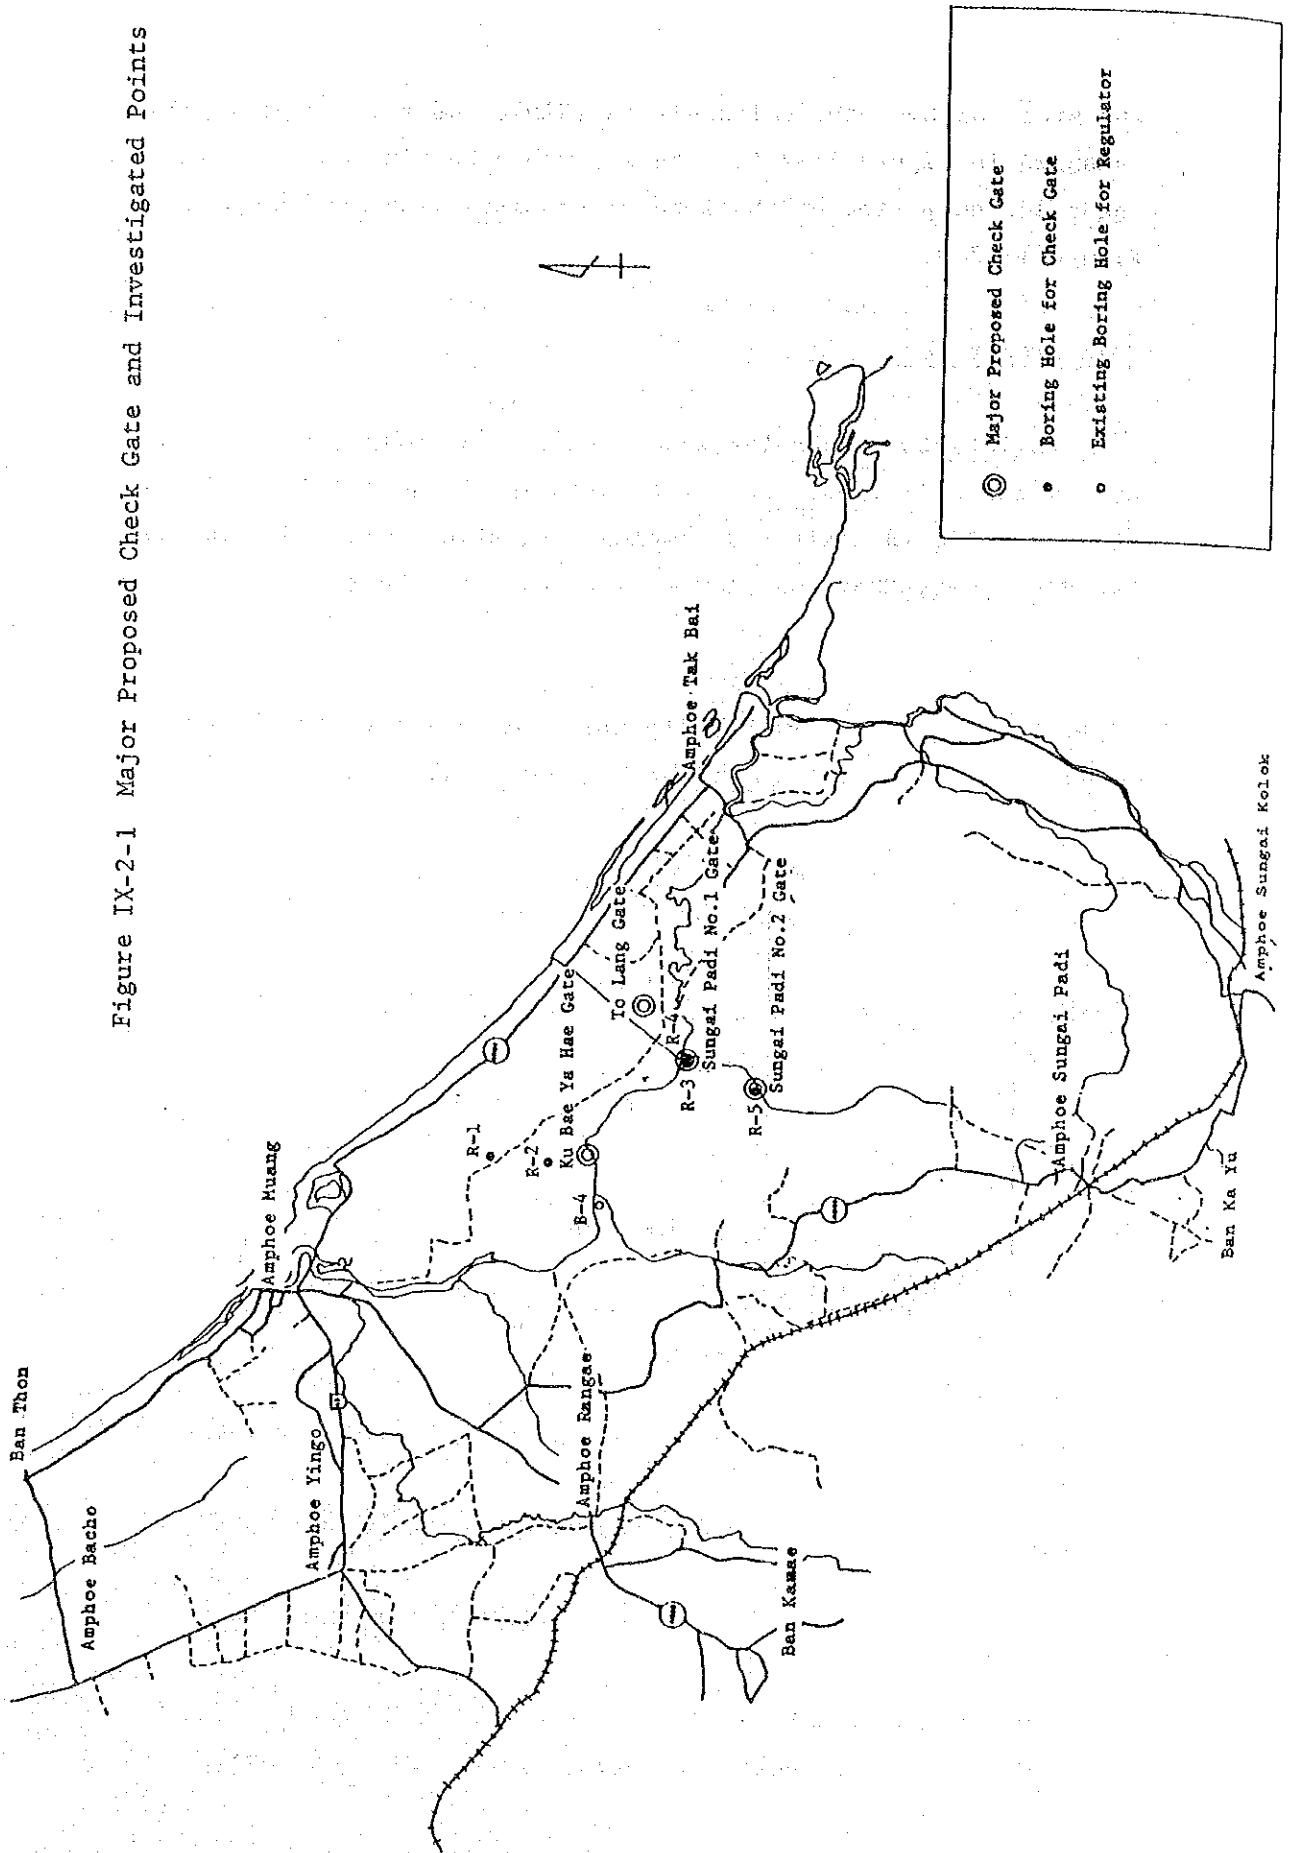 Figure IX-2-1 Major Proposed Check Gate and Investigated Points
Ban Thon
Amphoe Bacho
Amphoe Muang
Amphoe Yingo
R-1
R-2
Ku Bae Ya Hae Gate
B-4
To Lang Gate
R-4
R-3
Sungai Padi No.1 Gate
R-5
Sungai Padi No.2 Gate
Amphoe Tak Bai
Amphoe Rangae
Ban Kamae
Amphoe Sungai Padi
Ban Ka Yu
Amphoe Sungai Kolok
Major Proposed Check Gate
Boring Hole for Check Gate
Existing Boring Hole for Regulator